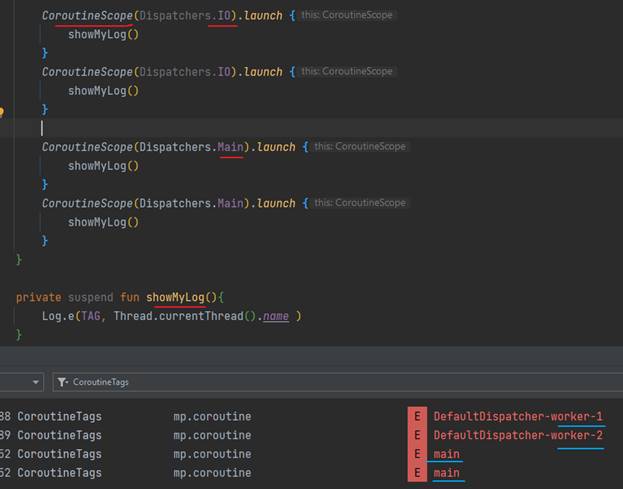 CoroutineScope(Dispatchers.IO).launch { this: CoroutineScope
showMyLog()
}
CoroutineScope(Dispatchers.IO).launch { this: CoroutineScope
showMyLog()
}
CoroutineScope(Dispatchers.Main).launch { this: CoroutineScope
showMyLog()
}
CoroutineScope(Dispatchers.Main).launch { this: CoroutineScope
showMyLog()
}
}
private suspend fun showMyLog(){
Log.e(TAG, Thread.currentThread().name )
}
CoroutineTags
88 CoroutineTags mp.coroutine E DefaultDispatcher-worker-1
89 CoroutineTags mp.coroutine E DefaultDispatcher-worker-2
52 CoroutineTags mp.coroutine E main
52 CoroutineTags mp.coroutine E main